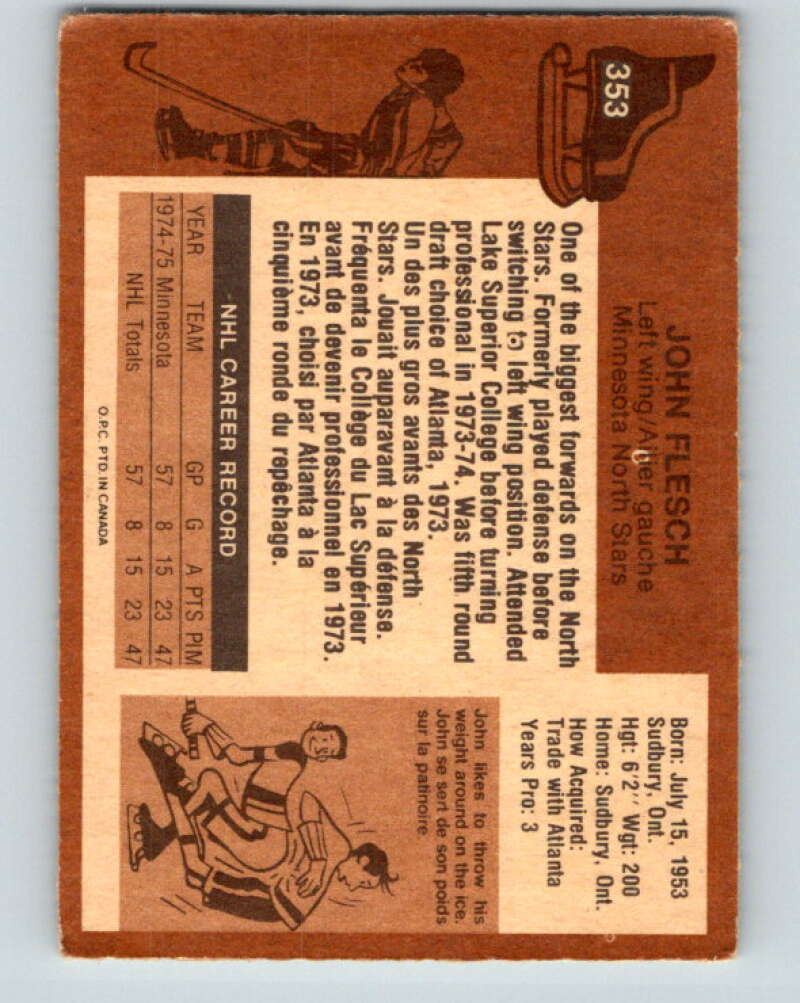 353
JOHN FLESCH
Left wing/Ailier gauche
Minnesota North Stars
Born: July 15, 1953
Sudbury, Ont.
Hgt: 6'2'' Wgt: 200
Home: Sudbury, Ont.
How Acquired:
Trade with Atlanta
Years Pro: 3
One of the biggest forwards on the North
Stars. Formerly played defense before
switching to left wing position. Attended
Lake Superior College before turning
professional in 1973-74. Was fifth round
draft choice of Atlanta, 1973.
Un des plus gros avants des North
Stars. Jouait auparavant à la défense.
Fréquenta le Collège du Lac Supérieur
avant de devenir professionnel en 1973.
En 1973, choisi par Atlanta à la
cinquième ronde du repêchage.
John likes to throw his
weight around on the ice.
John se sert de son poids
sur la patinoire.
NHL CAREER RECORD
YEAR TEAM GP G A PTS PIM
1974-75 Minnesota 57 8 15 23 47
NHL Totals 57 8 15 23 47
O.P.C. PTD. IN CANADA